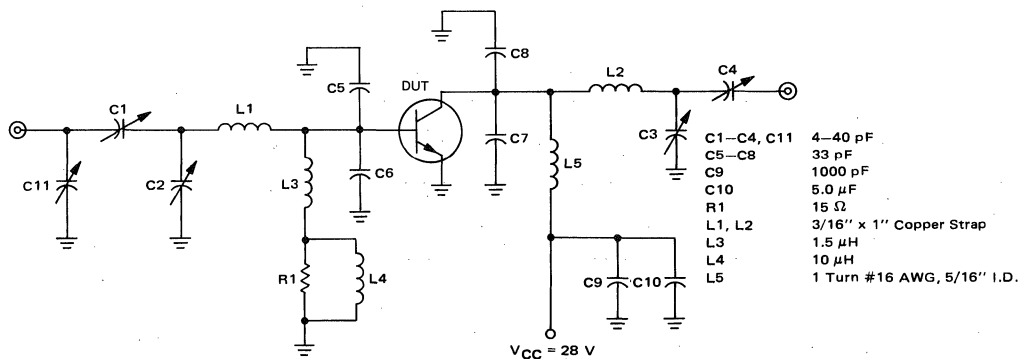 C8
L2
C4
DUT
C5
C1
L1
C3
C7
C6
C11
C2
L3
L5
R1
L4
C9
C10
VCC = 28 V
C1–C4, C11 4–40 pF
C5–C8 33 pF
C9 1000 pF
C10 5.0 μF
R1 15 Ω
L1, L2 3/16'' x 1'' Copper Strap
L3 1.5 μH
L4 10 μH
L5 1 Turn #16 AWG, 5/16'' I.D.